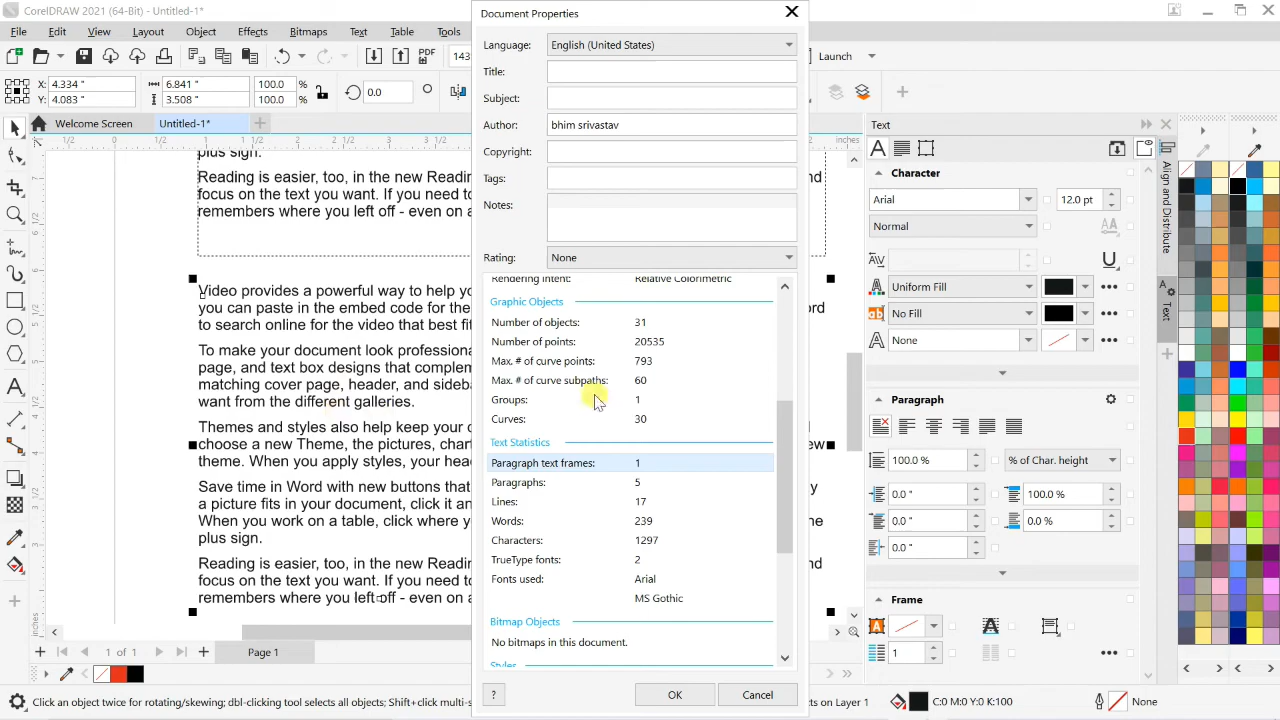 CorelDRAW 2021 (64-Bit) - Untitled-1*
File Edit View Layout Object Effects Bitmaps Text Table Tools
PDF 143 Launch
X: 4.334 " 6.841 " 100.0 %
Y: 4.083 " 3.508 " 100.0 %
0.0
Welcome Screen Untitled-1*
inches
plus sign.
Reading is easier, too, in the new Readin
focus on the text you want. If you need to
remembers where you left off - even on a
Video provides a powerful way to help yo
you can paste in the embed code for the
to search online for the video that best fit
To make your document look professiona
page, and text box designs that complem
matching cover page, header, and sideba
want from the different galleries.
Themes and styles also help keep your c
choose a new Theme, the pictures, char
theme. When you apply styles, your head
Save time in Word with new buttons that
a picture fits in your document, click it an
When you work on a table, click where y
plus sign.
Reading is easier, too, in the new Readin
focus on the text you want. If you need to
remembers where you left off - even on a
1 of 1 Page 1
Click an object twice for rotating/skewing; dbl-clicking tool selects all objects; Shift+click multi-s
Document Properties
Language: English (United States)
Title:
Subject:
Author: bhim srivastav
Copyright:
Tags:
Notes:
Rating: None
Rendering intent: Relative Colorimetric
Graphic Objects
Number of objects: 31
Number of points: 20535
Max. # of curve points: 793
Max. # of curve subpaths: 60
Groups: 1
Curves: 30
Text Statistics
Paragraph text frames: 1
Paragraphs: 5
Lines: 17
Words: 239
Characters: 1297
TrueType fonts: 2
Fonts used: Arial
MS Gothic
Bitmap Objects
No bitmaps in this document.
Styles
? OK Cancel
Text
Character
Arial 12.0 pt
Normal
Uniform Fill
No Fill
None
Paragraph
100.0 % % of Char. height
0.0 " 100.0 %
0.0 " 0.0 %
0.0 "
Frame
1
Align and Distribute
Text
ts on Layer 1 C:0 M:0 Y:0 K:100 None